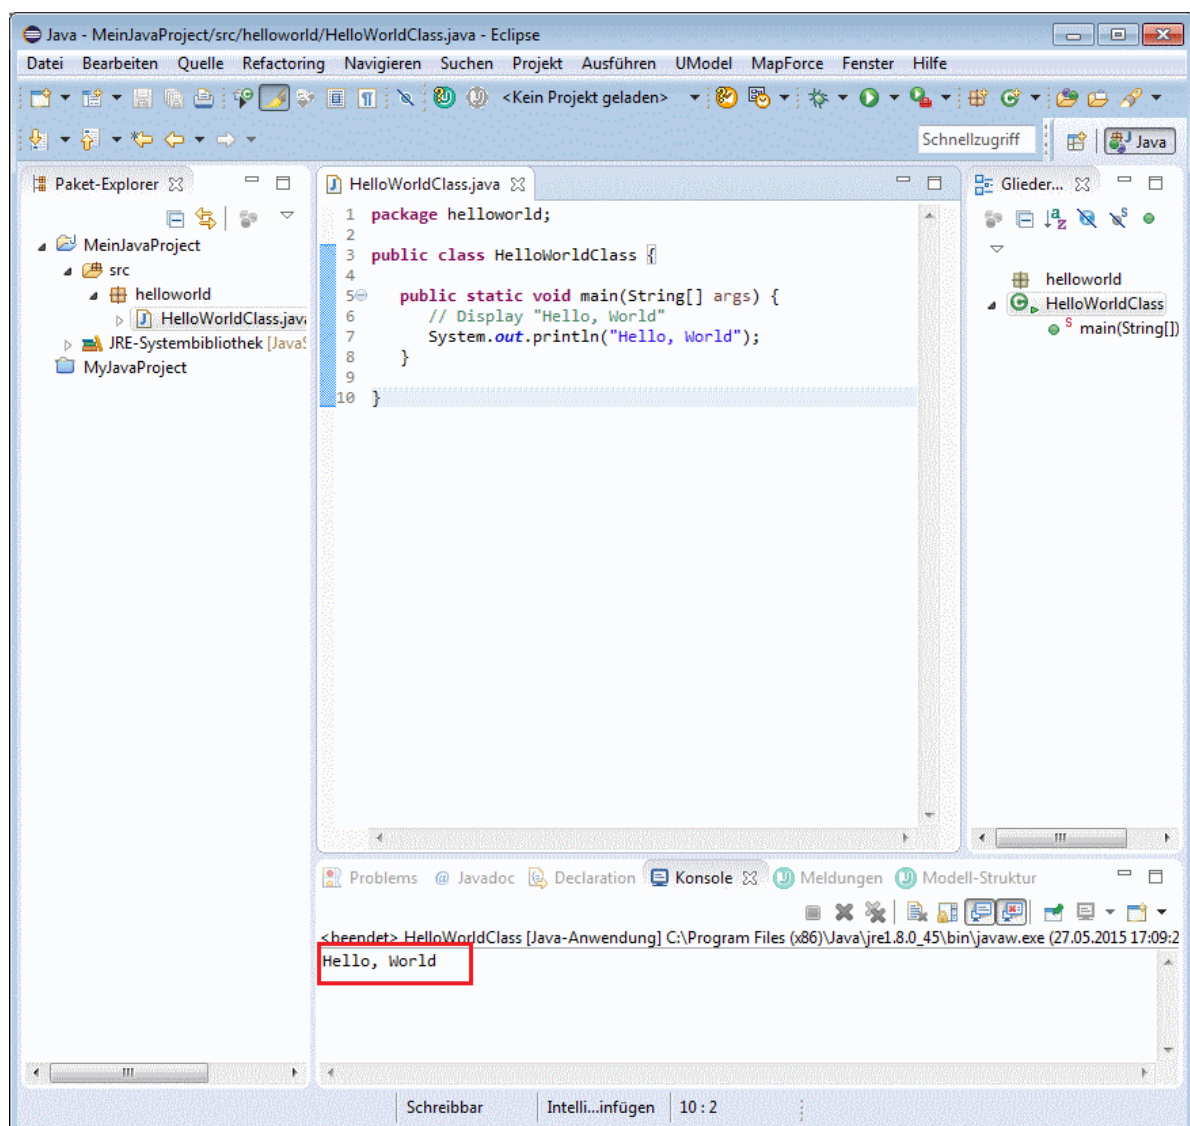 Java - MeinJavaProject/src/helloworld/HelloWorldClass.java - Eclipse
Datei Bearbeiten Quelle Refactoring Navigieren Suchen Projekt Ausführen UModel MapForce Fenster Hilfe
<Kein Projekt geladen>
Schnellzugriff Java
Paket-Explorer
MeinJavaProject
src
helloworld
HelloWorldClass.java
JRE-Systembibliothek [JavaS
MyJavaProject
HelloWorldClass.java
1 package helloworld;
2
3 public class HelloWorldClass {
4
5 public static void main(String[] args) {
6 // Display "Hello, World"
7 System.out.println("Hello, World");
8 }
9
10 }
Glieder...
helloworld
HelloWorldClass
main(String[])
Problems @ Javadoc Declaration Konsole Meldungen Modell-Struktur
<beendet> HelloWorldClass [Java-Anwendung] C:\Program Files (x86)\Java\jre1.8.0_45\bin\javaw.exe (27.05.2015 17:09:2
Hello, World
Schreibbar Intelli...infügen 10 : 2